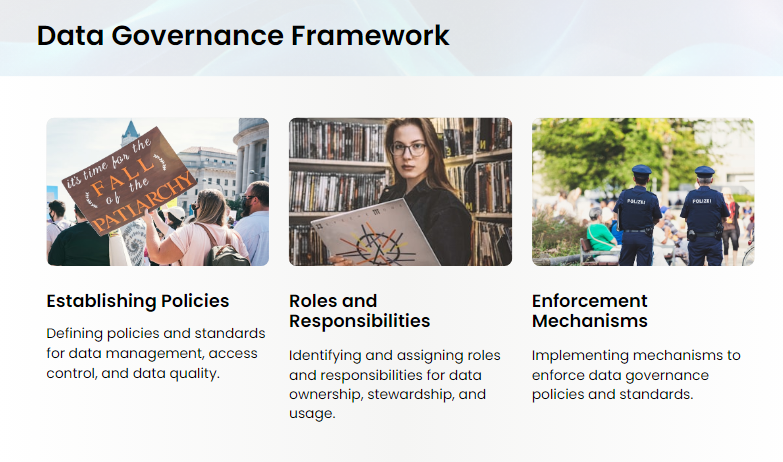 Data Governance Framework
it's time for the
FALL
of the
PATIARCHY
POLIZEI
POLIZEI
Establishing Policies
Defining policies and standards
for data management, access
control, and data quality.
Roles and
Responsibilities
Identifying and assigning roles
and responsibilities for data
ownership, stewardship, and
usage.
Enforcement
Mechanisms
Implementing mechanisms to
enforce data governance
policies and standards.